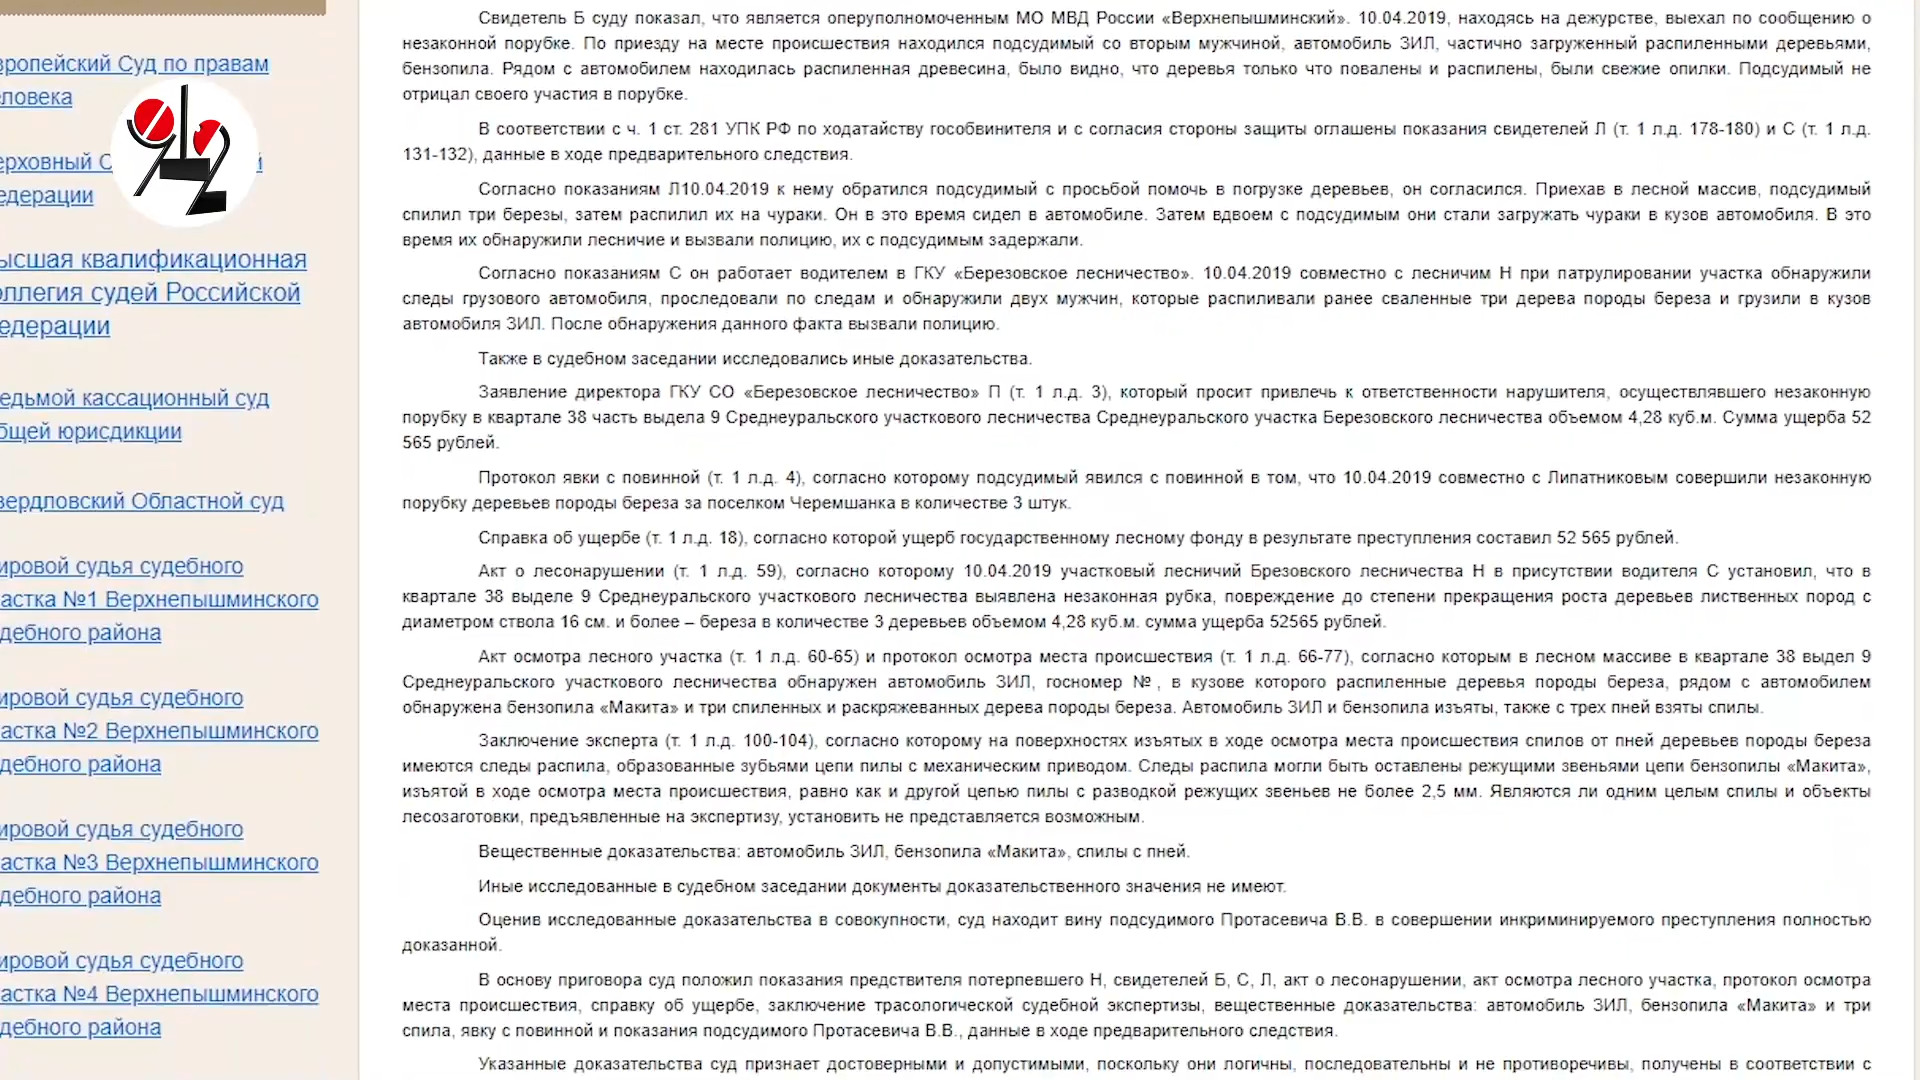 вропейский Суд по правам
еловека
ерховный С й
едерации
ысшая квалификационная
оллегия судей Российской
едерации
едьмой кассационный суд
бщей юрисдикции
вердловский Областной суд
ировой судья судебного
астка №1 Верхнепышминского
дебного района
ировой судья судебного
астка №2 Верхнепышминского
дебного района
ировой судья судебного
астка №3 Верхнепышминского
дебного района
ировой судья судебного
астка №4 Верхнепышминского
дебного района
Свидетель Б суду показал, что является оперуполномоченным МО МВД России «Верхнепышминский». 10.04.2019, находясь на дежурстве, выехал по сообщению о
незаконной порубке. По приезду на месте происшествия находился подсудимый со вторым мужчиной, автомобиль ЗИЛ, частично загруженный распиленными деревьями,
бензопила. Рядом с автомобилем находилась распиленная древесина, было видно, что деревья только что повалены и распилены, были свежие опилки. Подсудимый не
отрицал своего участия в порубке.
В соответствии с ч. 1 ст. 281 УПК РФ по ходатайству гособвинителя и с согласия стороны защиты оглашены показания свидетелей Л (т. 1 л.д. 178-180) и С (т. 1 л.д.
131-132), данные в ходе предварительного следствия.
Согласно показаниям Л10.04.2019 к нему обратился подсудимый с просьбой помочь в погрузке деревьев, он согласился. Приехав в лесной массив, подсудимый
спилил три березы, затем распилил их на чураки. Он в это время сидел в автомобиле. Затем вдвоем с подсудимым они стали загружать чураки в кузов автомобиля. В это
время их обнаружили лесничие и вызвали полицию, их с подсудимым задержали.
Согласно показаниям С он работает водителем в ГКУ «Березовское лесничество». 10.04.2019 совместно с лесничим Н при патрулировании участка обнаружили
следы грузового автомобиля, проследовали по следам и обнаружили двух мужчин, которые распиливали ранее сваленные три дерева породы береза и грузили в кузов
автомобиля ЗИЛ. После обнаружения данного факта вызвали полицию.
Также в судебном заседании исследовались иные доказательства.
Заявление директора ГКУ СО «Березовское лесничество» П (т. 1 л.д. 3), который просит привлечь к ответственности нарушителя, осуществлявшего незаконную
порубку в квартале 38 часть выдела 9 Среднеуральского участкового лесничества Среднеуральского участка Березовского лесничества объемом 4,28 куб.м. Сумма ущерба 52
565 рублей.
Протокол явки с повинной (т. 1 л.д. 4), согласно которому подсудимый явился с повинной в том, что 10.04.2019 совместно с Липатниковым совершили незаконную
порубку деревьев породы береза за поселком Черемшанка в количестве 3 штук.
Справка об ущербе (т. 1 л.д. 18), согласно которой ущерб государственному лесному фонду в результате преступления составил 52 565 рублей.
Акт о лесонарушении (т. 1 л.д. 59), согласно которому 10.04.2019 участковый лесничий Брезовского лесничества Н в присутствии водителя С установил, что в
квартале 38 выделе 9 Среднеуральского участкового лесничества выявлена незаконная рубка, повреждение до степени прекращения роста деревьев лиственных пород с
диаметром ствола 16 см. и более – береза в количестве 3 деревьев объемом 4,28 куб.м. сумма ущерба 52565 рублей.
Акт осмотра лесного участка (т. 1 л.д. 60-65) и протокол осмотра места происшествия (т. 1 л.д. 66-77), согласно которым в лесном массиве в квартале 38 выдел 9
Среднеуральского участкового лесничества обнаружен автомобиль ЗИЛ, госномер №, в кузове которого распиленные деревья породы береза, рядом с автомобилем
обнаружена бензопила «Макита» и три спиленных и раскряжеванных дерева породы береза. Автомобиль ЗИЛ и бензопила изъяты, также с трех пней взяты спилы.
Заключение эксперта (т. 1 л.д. 100-104), согласно которому на поверхностях изъятых в ходе осмотра места происшествия спилов от пней деревьев породы береза
имеются следы распила, образованные зубьями цепи пилы с механическим приводом. Следы распила могли быть оставлены режущими звеньями цепи бензопилы «Макита»,
изъятой в ходе осмотра места происшествия, равно как и другой цепью пилы с разводкой режущих звеньев не более 2,5 мм. Являются ли одним целым спилы и объекты
лесозаготовки, предъявленные на экспертизу, установить не представляется возможным.
Вещественные доказательства: автомобиль ЗИЛ, бензопила «Макита», спилы с пней.
Иные исследованные в судебном заседании документы доказательственного значения не имеют.
Оценив исследованные доказательства в совокупности, суд находит вину подсудимого Протасевича В.В. в совершении инкриминируемого преступления полностью
доказанной.
В основу приговора суд положил показания предствителя потерпевшего Н, свидетелей Б, С, Л, акт о лесонарушении, акт осмотра лесного участка, протокол осмотра
места происшествия, справку об ущербе, заключение трасологической судебной экспертизы, вещественные доказательства: автомобиль ЗИЛ, бензопила «Макита» и три
спила, явку с повинной и показания подсудимого Протасевича В.В., данные в ходе предварительного следствия.
Указанные доказательства суд признает достоверными и допустимыми, поскольку они логичны, последовательны и не противоречивы, получены в соответствии с